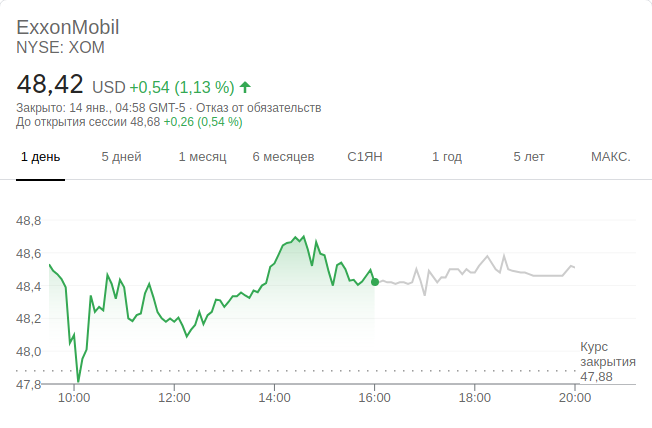 ExxonMobil
NYSE: XOM
48,42 USD +0,54 (1,13 %)
Закрыто: 14 янв., 04:58 GMT-5 · Отказ от обязательств
До открытия сессии 48,68 +0,26 (0,54 %)
1 день 5 дней 1 месяц 6 месяцев С1ЯН 1 год 5 лет МАКС.
48,8
48,6
48,4
48,2
48,0
47,8
Курс
закрытия
47,88
10:00 12:00 14:00 16:00 18:00 20:00